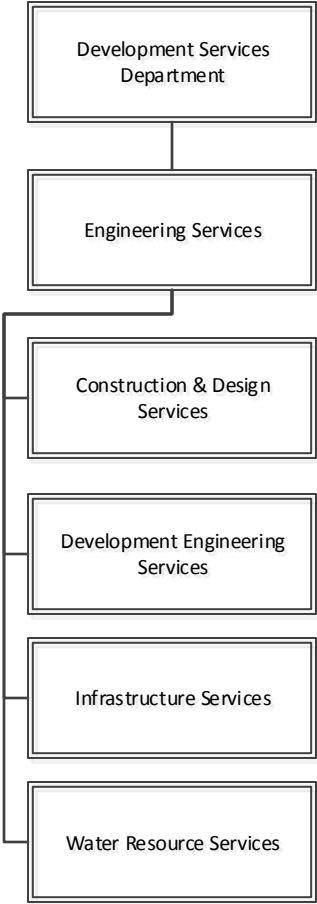 Development Services
Department
Engineering Services
Construction & Design
Services
Development Engineering
Services
Infrastructure Services
Water Resource Services